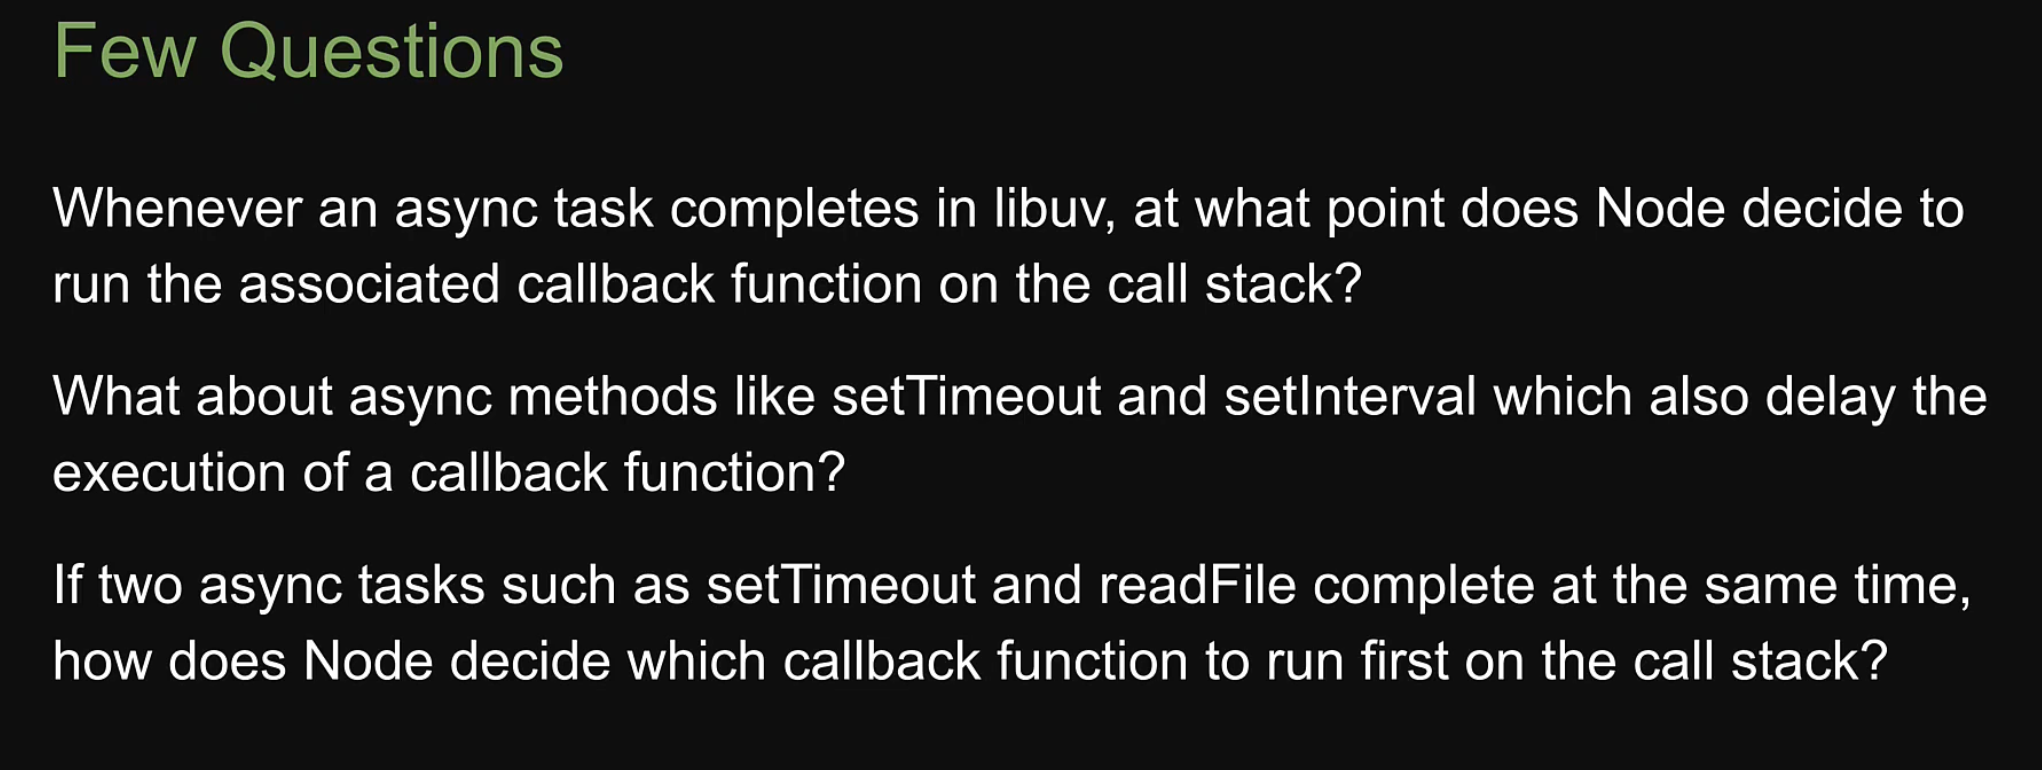 Few Questions
Whenever an async task completes in libuv, at what point does Node decide to
run the associated callback function on the call stack?
What about async methods like setTimeout and setInterval which also delay the
execution of a callback function?
If two async tasks such as setTimeout and readFile complete at the same time,
how does Node decide which callback function to run first on the call stack?